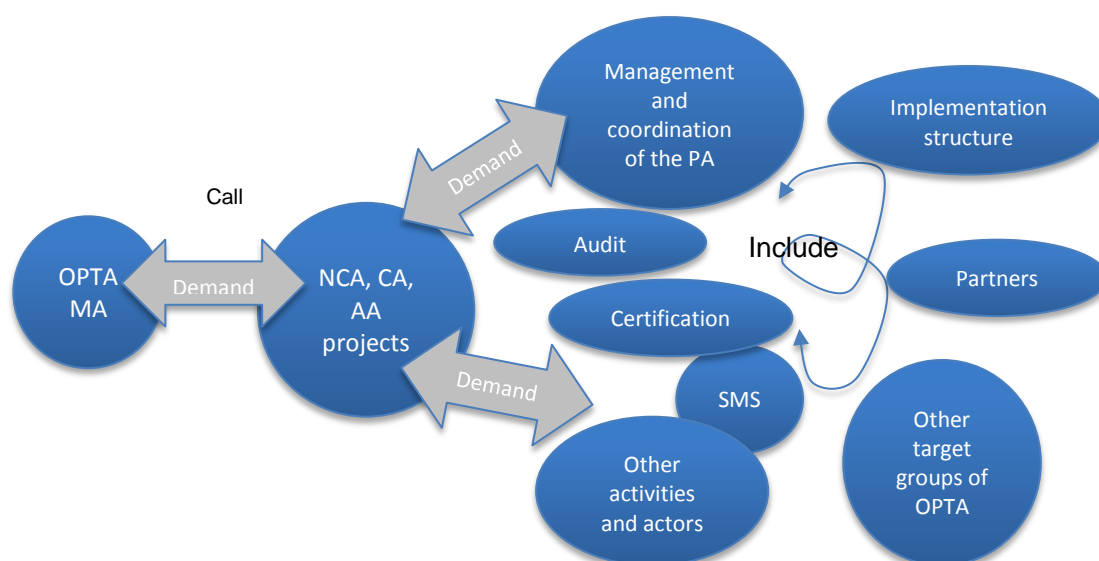 Call
OPTA
MA
Demand
NCA, CA,
AA
projects
Demand
Demand
Management
and
coordination
of the PA
Audit
Certification
SMS
Other
activities
and actors
Include
Implementation
structure
Partners
Other
target
groups of
OPTA